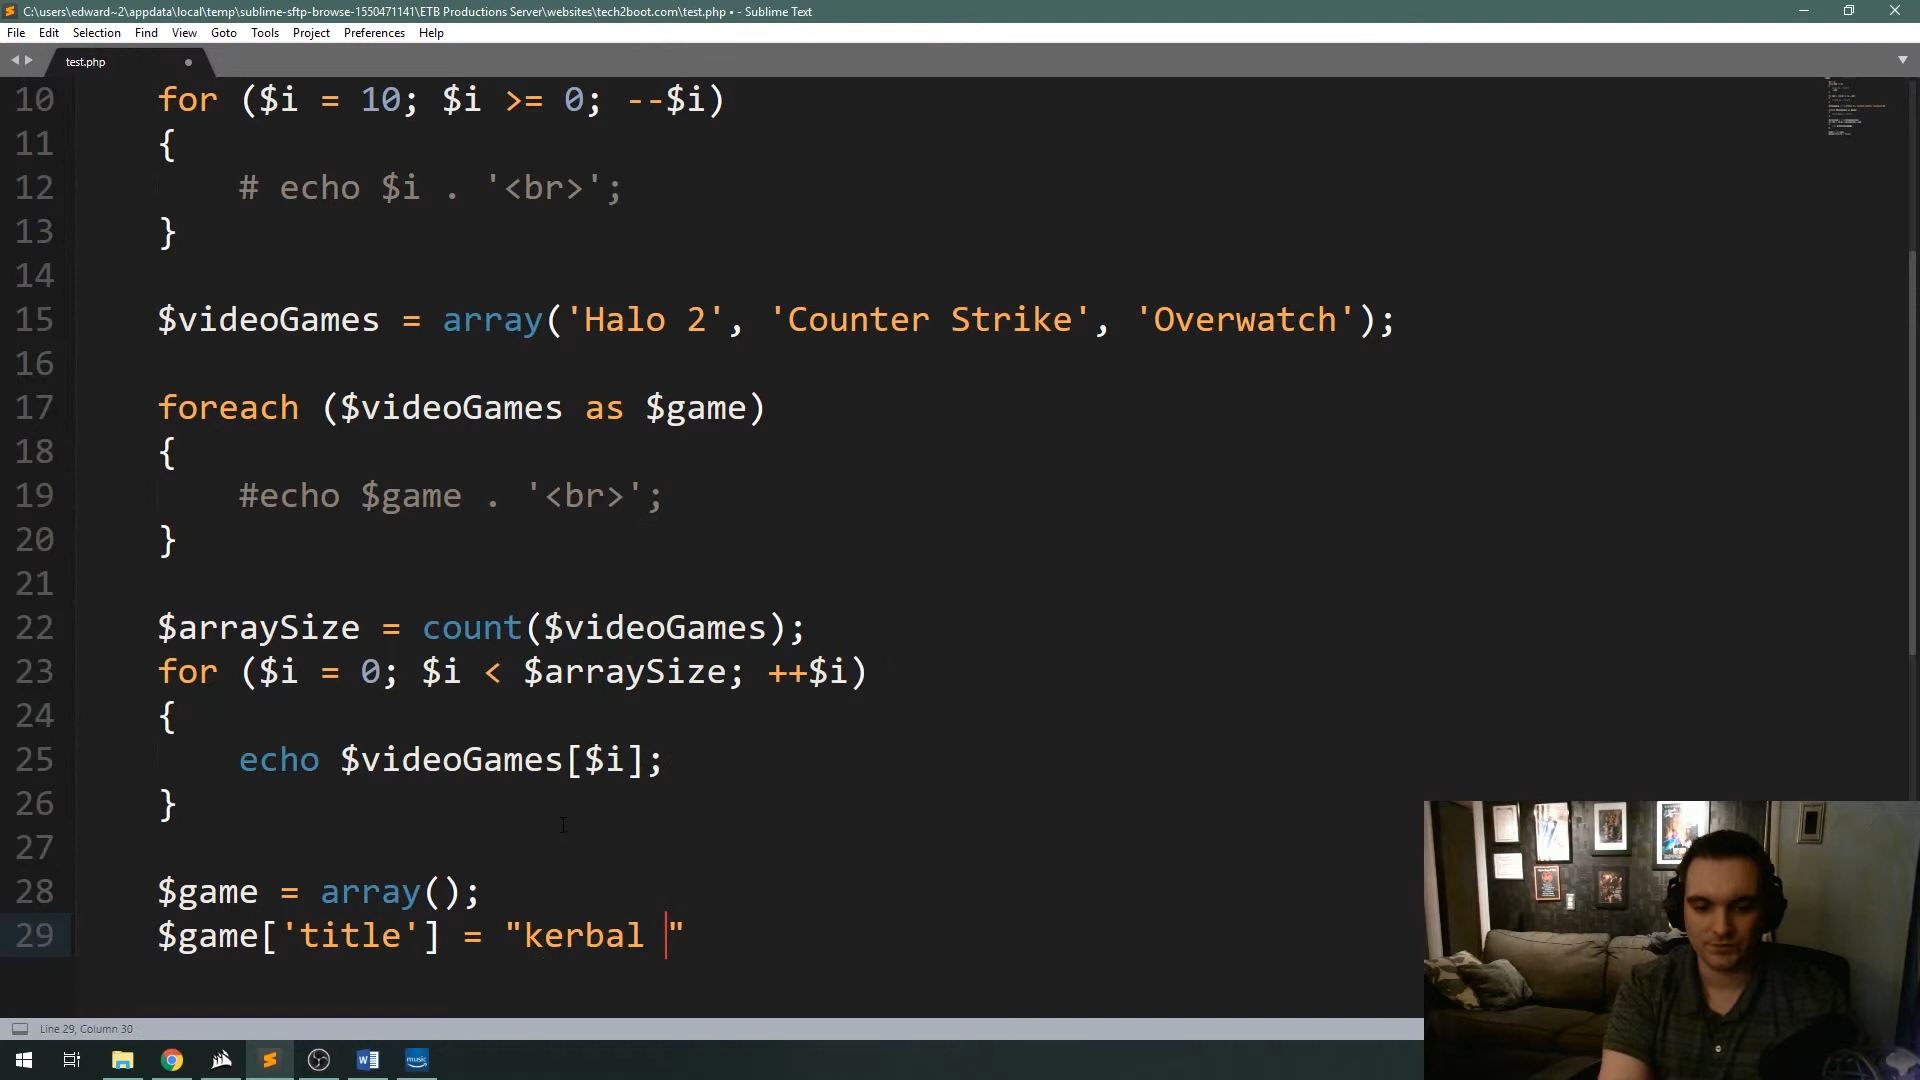 C:\users\edward~2\appdata\local\temp\sublime-sftp-browse-1550471141\ETB Productions Server\websites\tech2boot.com\test.php • - Sublime Text
File Edit Selection Find View Goto Tools Project Preferences Help
test.php
10 for ($i = 10; $i >= 0; --$i)
11 {
12 # echo $i . '<br>';
13 }
14
15 $videoGames = array('Halo 2', 'Counter Strike', 'Overwatch');
16
17 foreach ($videoGames as $game)
18 {
19 #echo $game . '<br>';
20 }
21
22 $arraySize = count($videoGames);
23 for ($i = 0; $i < $arraySize; ++$i)
24 {
25 echo $videoGames[$i];
26 }
27
28 $game = array();
29 $game['title'] = "kerbal "
Line 29, Column 30
music